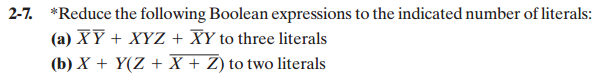 2-7. *Reduce the following Boolean expressions to the indicated number of literals:
(a) X̅Y̅ + XYZ + X̅Y to three literals
(b) X + Y(Z + X̅ ̅+̅ ̅Z̅) to two literals